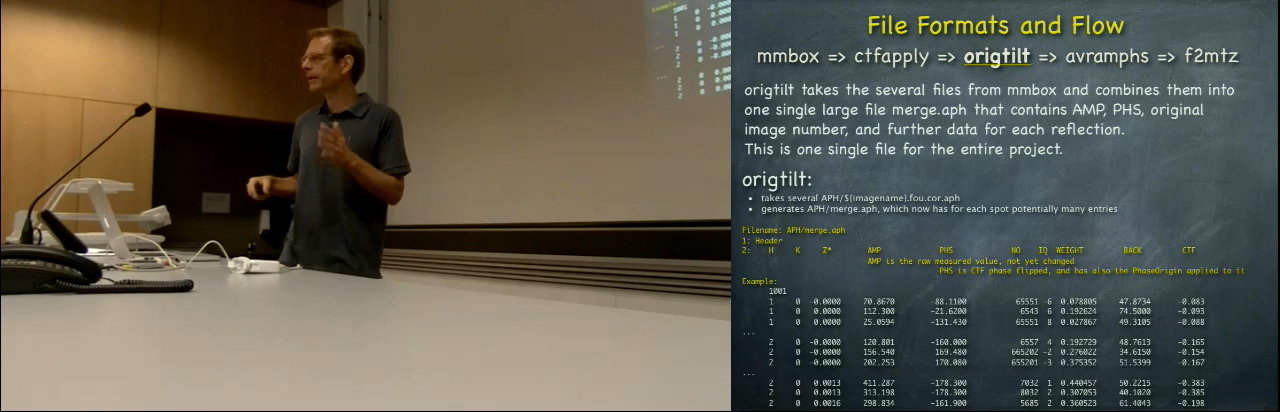 Example:
1001
File Formats and Flow
mmbox => ctfapply => origtilt => avramphs => f2mtz
origtilt takes the several files from mmbox and combines them into
one single large file merge.aph that contains AMP, PHS, original
image number, and further data for each reflection.
This is one single file for the entire project.
origtilt:
• takes several APH/${imagename}.fou.cor.aph
• generates APH/merge.aph, which now has for each spot potentially many entries
Filename: APH/merge.aph
1: Header
2: H K Z* AMP PHS NO IQ WEIGHT BACK CTF
AMP is the raw measured value, not yet changed
PHS is CTF phase flipped, and has also the PhaseOrigin applied to it
Example:
1001
1 0 -0.0000 70.8670 -88.1100 65551 -6 0.078805 47.8734 -0.083
1 0 -0.0000 112.300 -21.6200 6543 6 0.192624 74.5000 -0.093
1 0 -0.0000 25.0594 -131.430 65551 8 0.027867 49.3105 -0.088
...
2 0 -0.0000 120.801 -160.000 6557 4 0.192729 48.7613 -0.165
2 0 -0.0000 156.540 169.480 665202 -2 0.276022 34.6150 -0.154
2 0 -0.0000 202.253 170.080 655201 -3 0.375352 51.5399 -0.167
...
2 0 0.0013 411.287 -178.300 7032 1 0.440457 50.2215 -0.383
2 0 0.0013 313.198 -178.300 8032 2 0.307053 40.1020 -0.385
2 0 0.0016 298.834 -161.900 5685 2 0.360523 61.4043 -0.198